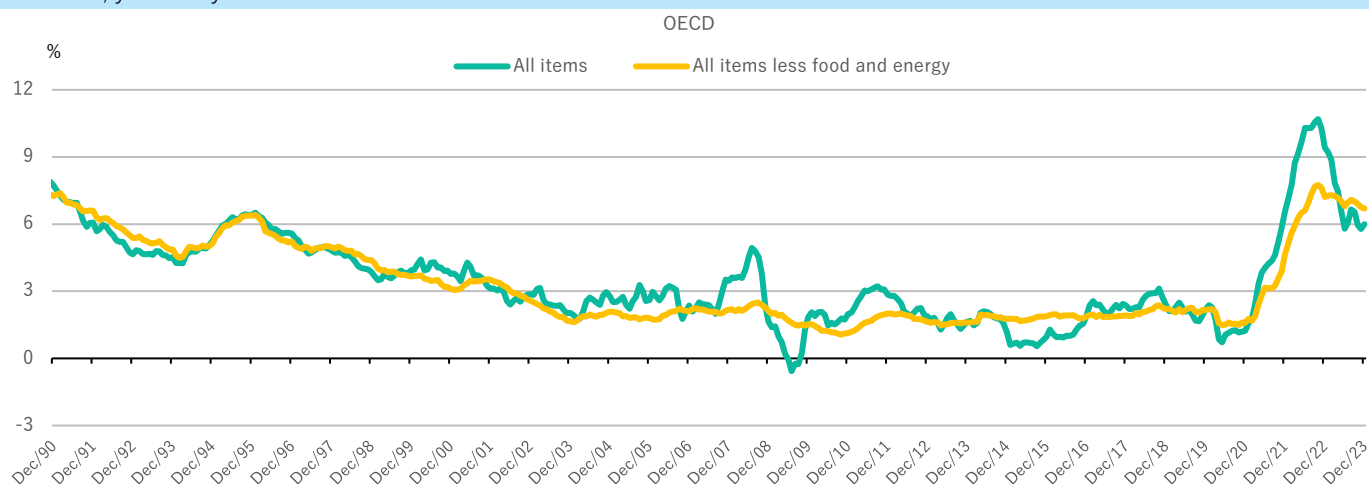 OECD
%
All items
All items less food and energy
12
9
6
3
0
-3
Dec/90
Dec/91
Dec/92
Dec/93
Dec/94
Dec/95
Dec/96
Dec/97
Dec/98
Dec/99
Dec/00
Dec/01
Dec/02
Dec/03
Dec/04
Dec/05
Dec/06
Dec/07
Dec/08
Dec/09
Dec/10
Dec/11
Dec/12
Dec/13
Dec/14
Dec/15
Dec/16
Dec/17
Dec/18
Dec/19
Dec/20
Dec/21
Dec/22
Dec/23